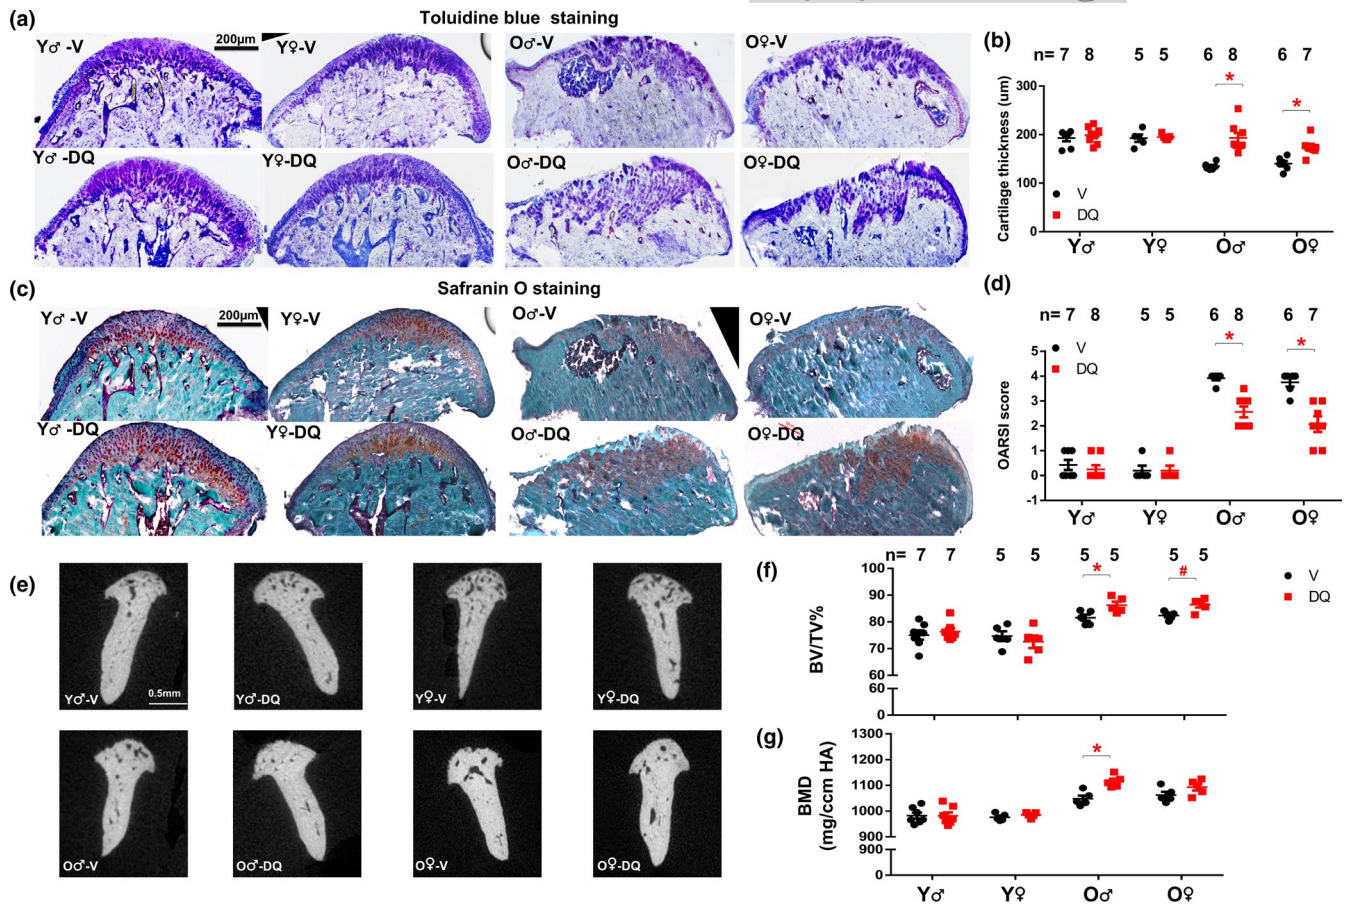 (a)
Toluidine blue staining
Y♂-V
200µm
Y♀-V
O♂-V
O♀-V
Y♂-DQ
Y♀-DQ
O♂-DQ
O♀-DQ
(b)
n= 7 8 5 5 6 8 6 7
Cartilage thickness (um)
300
200
100
0
*
*
V
DQ
Y♂ Y♀ O♂ O♀
(c)
Safranin O staining
Y♂-V
200µm
Y♀-V
O♂-V
O♀-V
Y♂-DQ
Y♀-DQ
O♂-DQ
O♀-DQ
(d)
n= 7 8 5 5 6 8 6 7
OARSI score
5
4
3
2
1
0
-1
V
DQ
*
*
Y♂ Y♀ O♂ O♀
(e)
Y♂-V
0.5mm
Y♂-DQ
Y♀-V
Y♀-DQ
O♂-V
O♂-DQ
O♀-V
O♀-DQ
(f)
n= 7 7 5 5 5 5 5 5
BV/TV%
100
90
80
70
60
60
0
*
#
V
DQ
(g)
BMD
(mg/ccm HA)
1300
1200
1100
1000
900
900
0
*
Y♂ Y♀ O♂ O♀